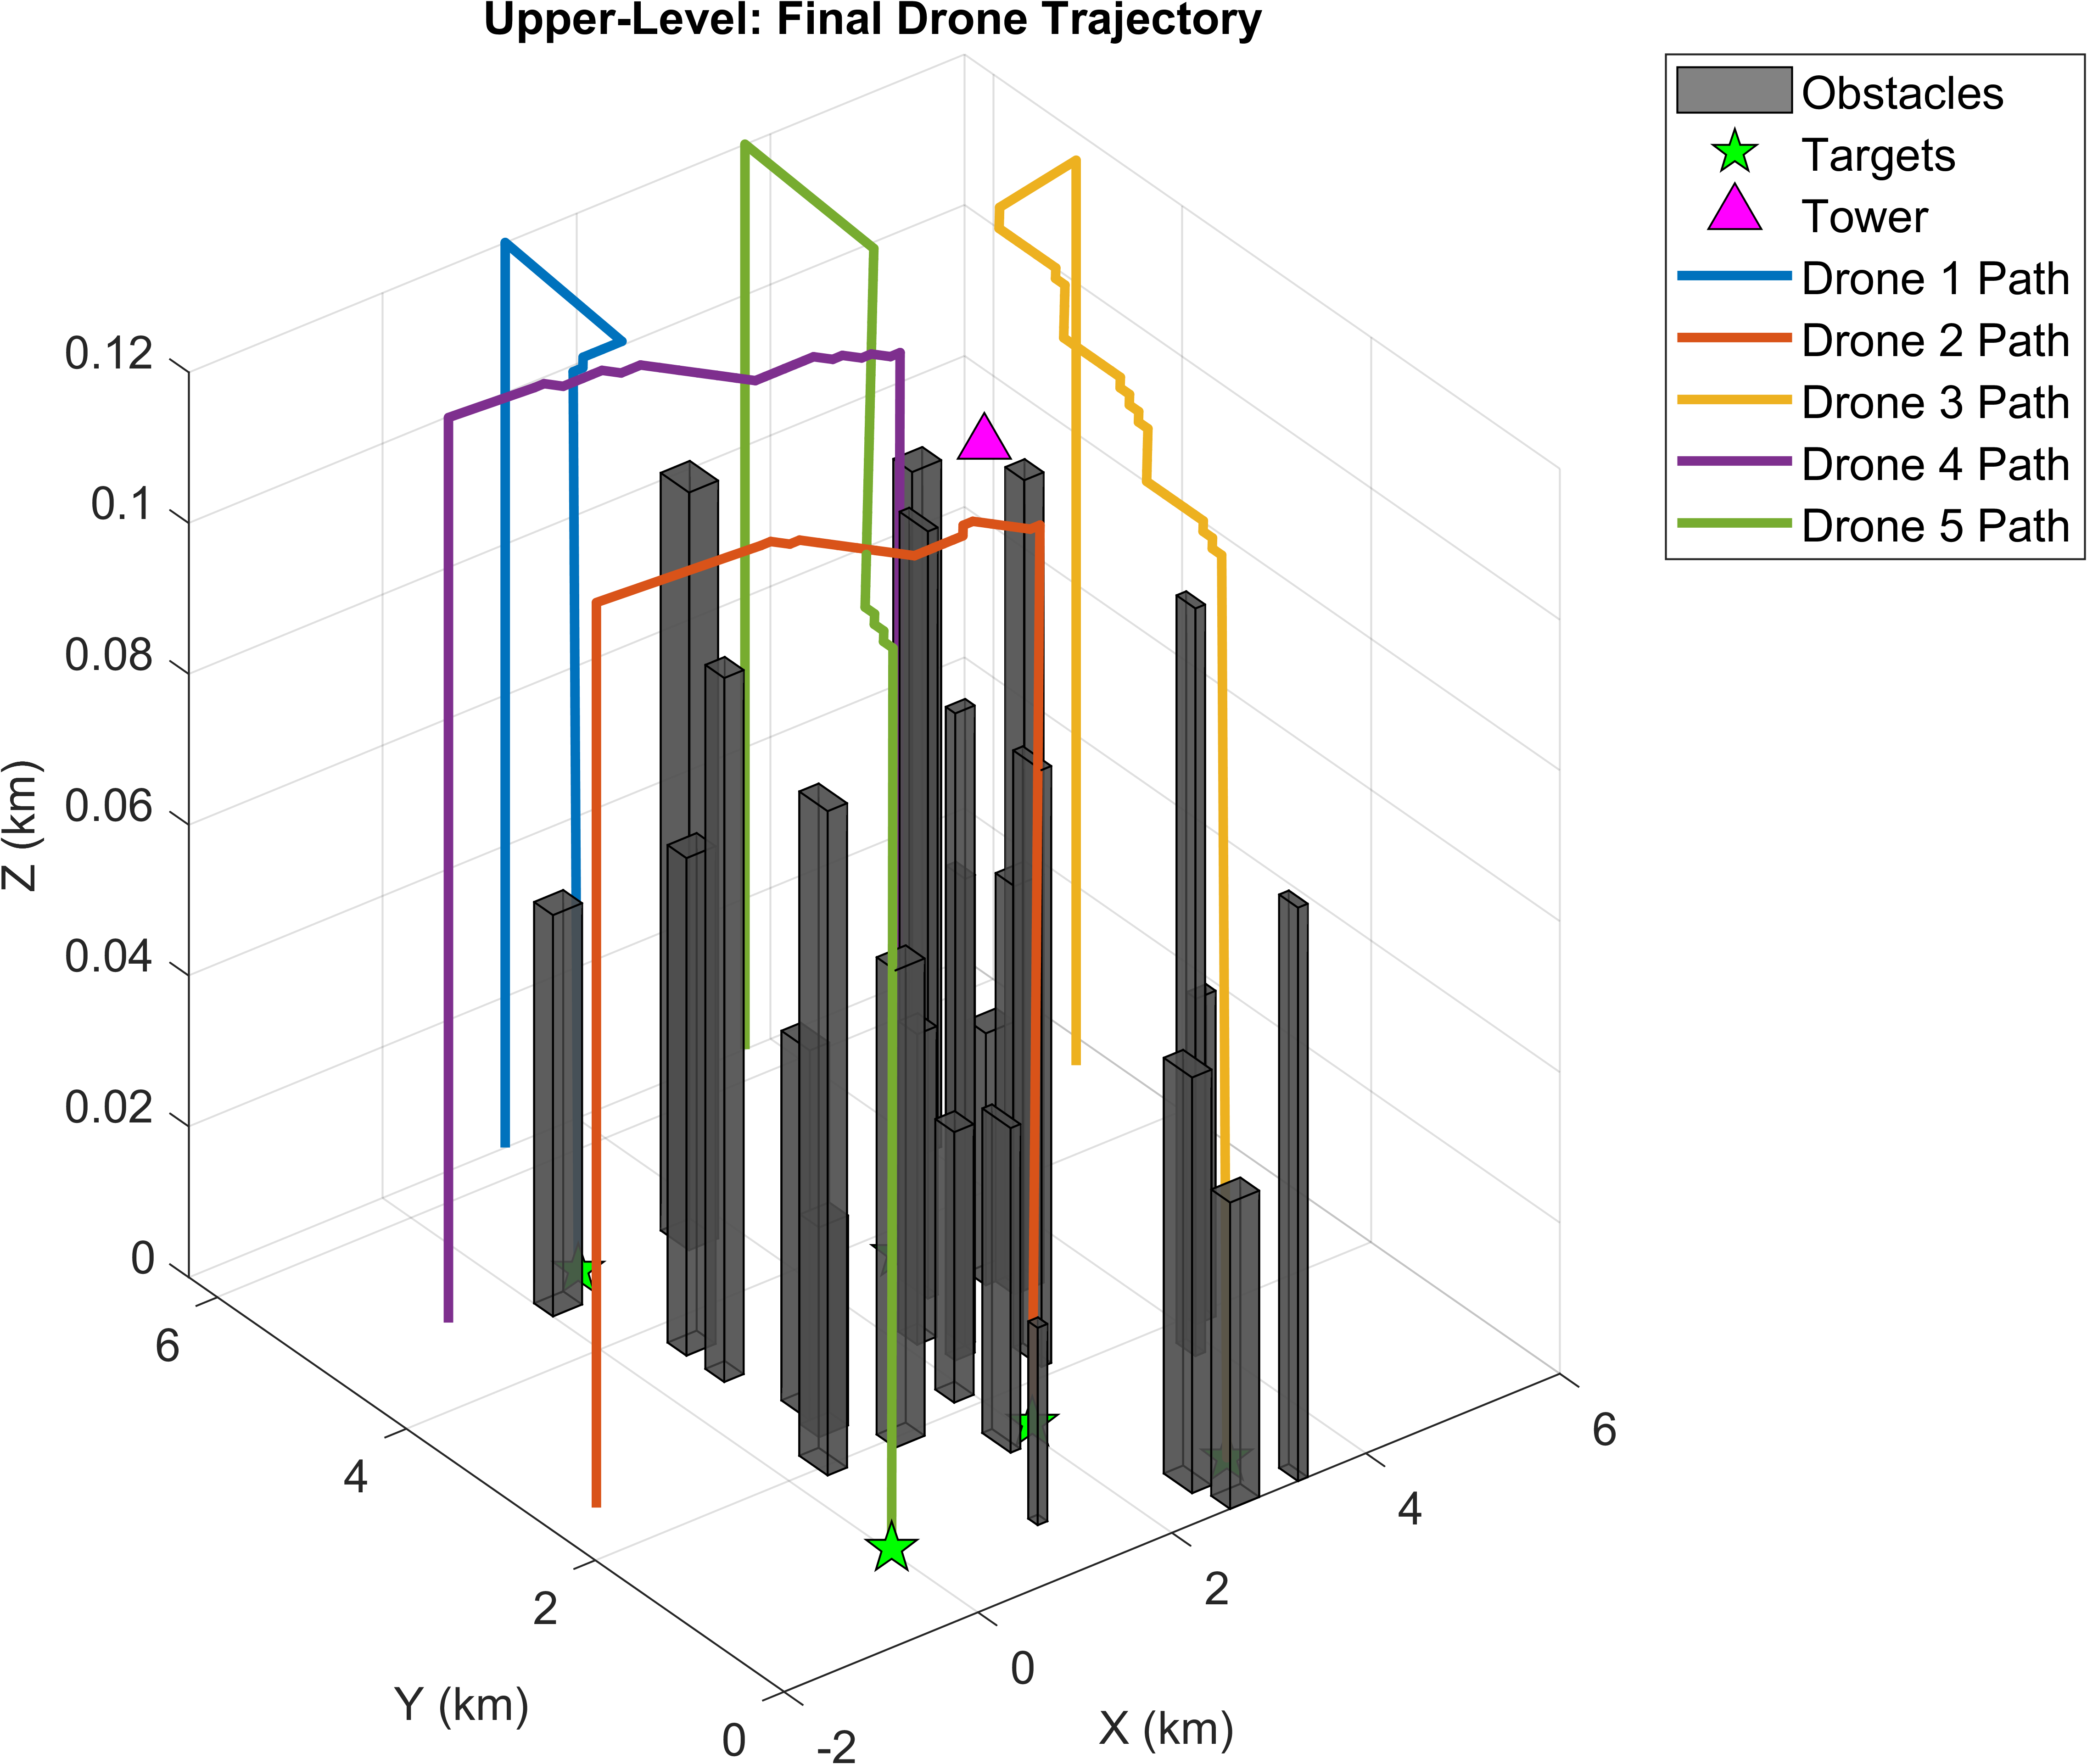 Upper-Level: Final Drone Trajectory
Obstacles
Targets
Tower
Drone 1 Path
Drone 2 Path
Drone 3 Path
Drone 4 Path
Drone 5 Path
0.12
0.1
0.08
0.06
0.04
0.02
0
Z (km)
6
4
2
0
Y (km)
-2
0
2
4
6
X (km)